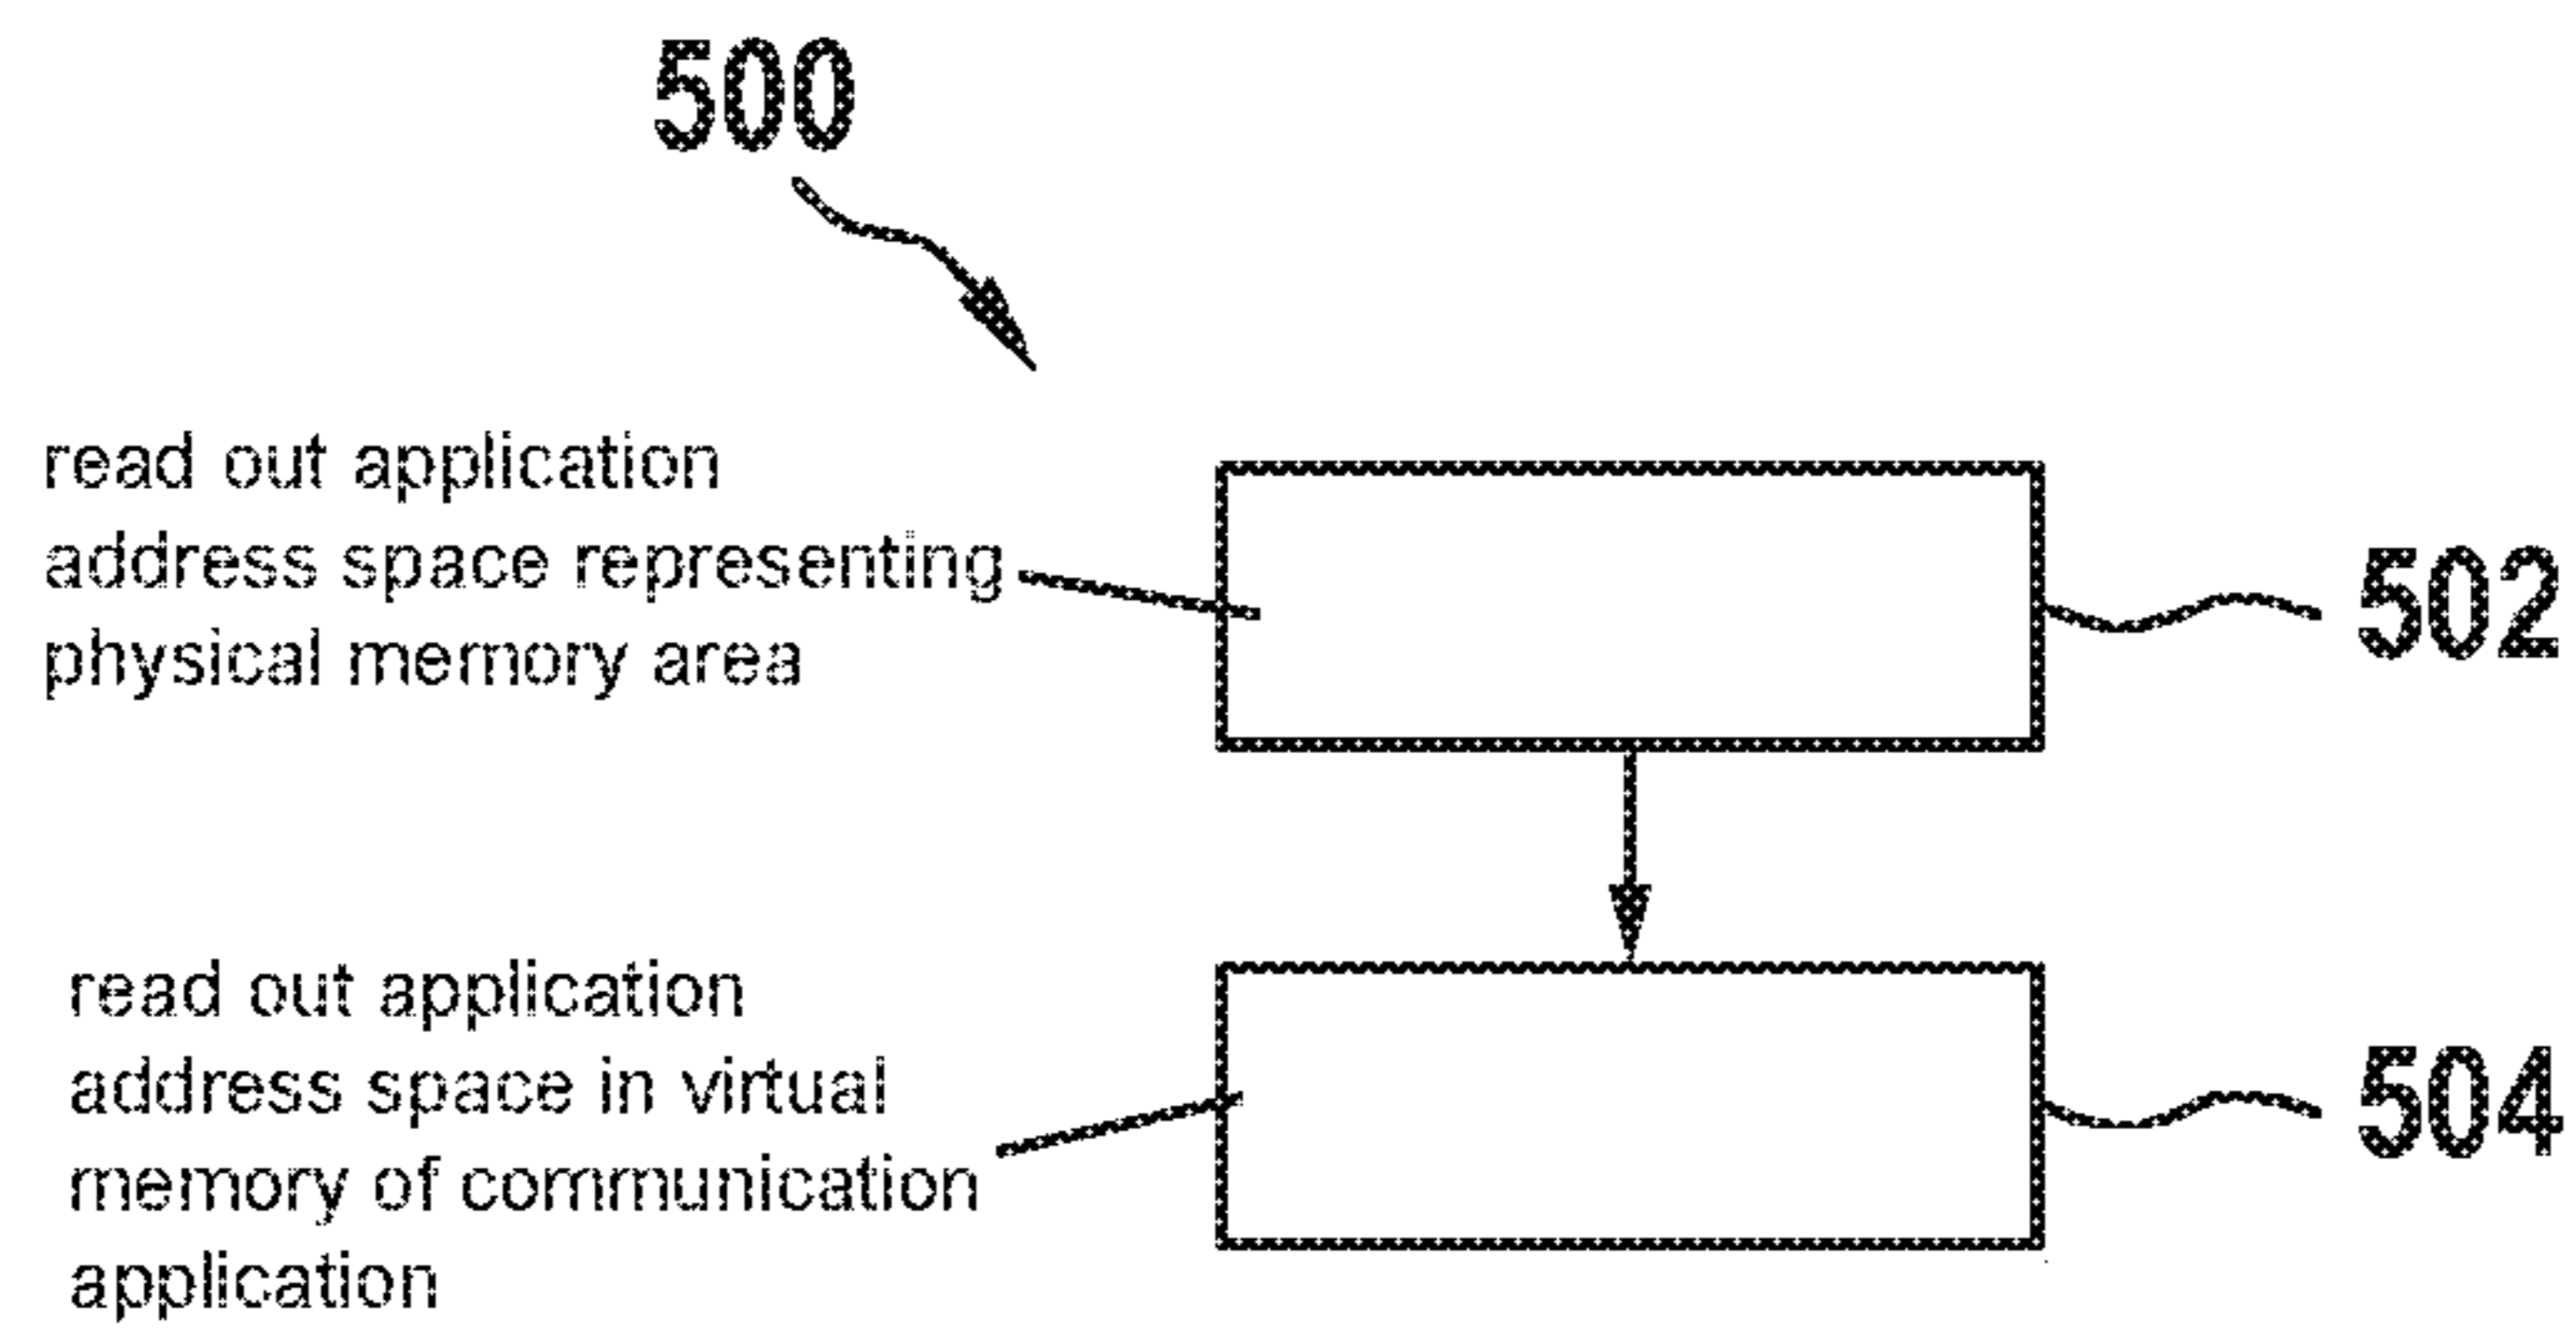 500
read out application
address space representing
physical memory area
502
read out application
address space in virtual
memory of communication
application
504